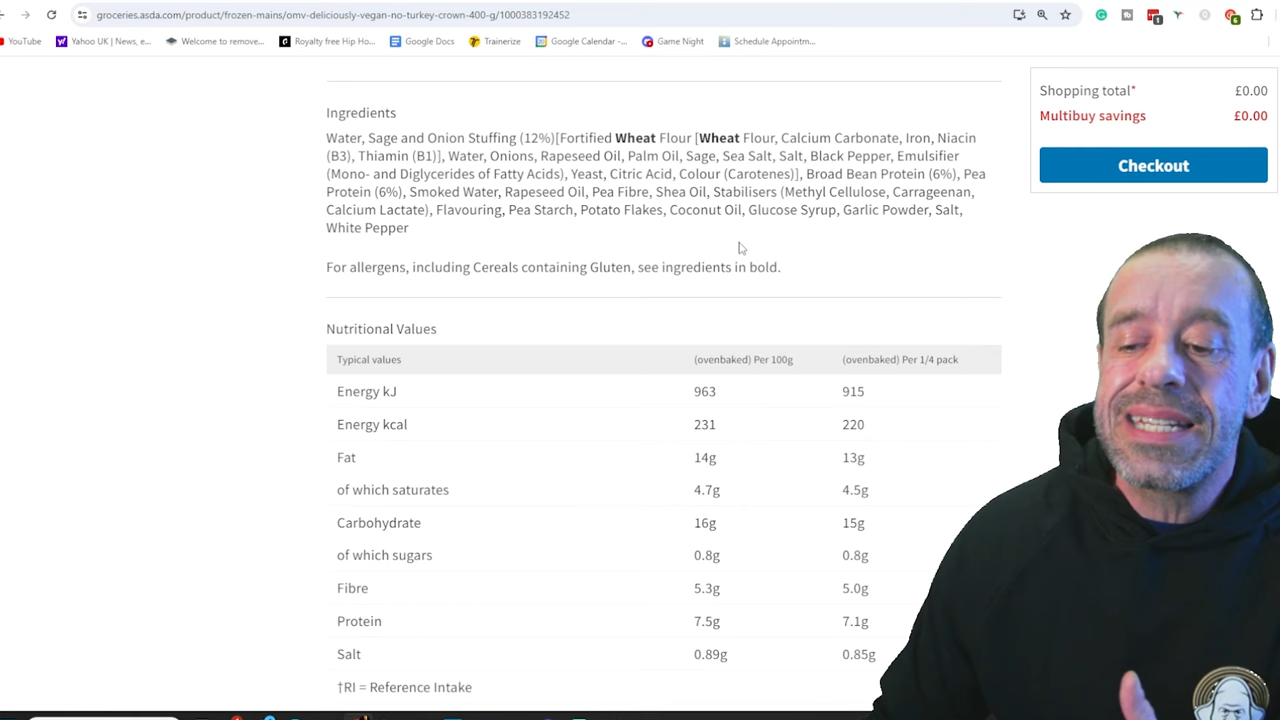 groceries.asda.com/product/frozen-mains/omv-deliciously-vegan-no-turkey-crown-400-g/1000383192452
YouTube
Yahoo UK | News, e...
Welcome to remove...
Royalty free Hip Ho...
Google Docs
Trainerize
Google Calendar -...
Game Night
Schedule Appointm...
Shopping total* £0.00
Multibuy savings £0.00
Checkout
Ingredients
Water, Sage and Onion Stuffing (12%)[Fortified Wheat Flour [Wheat Flour, Calcium Carbonate, Iron, Niacin
(B3), Thiamin (B1)], Water, Onions, Rapeseed Oil, Palm Oil, Sage, Sea Salt, Salt, Black Pepper, Emulsifier
(Mono- and Diglycerides of Fatty Acids), Yeast, Citric Acid, Colour (Carotenes)], Broad Bean Protein (6%), Pea
Protein (6%), Smoked Water, Rapeseed Oil, Pea Fibre, Shea Oil, Stabilisers (Methyl Cellulose, Carrageenan,
Calcium Lactate), Flavouring, Pea Starch, Potato Flakes, Coconut Oil, Glucose Syrup, Garlic Powder, Salt,
White Pepper
For allergens, including Cereals containing Gluten, see ingredients in bold.
Nutritional Values
Typical values (ovenbaked) Per 100g (ovenbaked) Per 1/4 pack
Energy kJ 963 915
Energy kcal 231 220
Fat 14g 13g
of which saturates 4.7g 4.5g
Carbohydrate 16g 15g
of which sugars 0.8g 0.8g
Fibre 5.3g 5.0g
Protein 7.5g 7.1g
Salt 0.89g 0.85g
†RI = Reference Intake